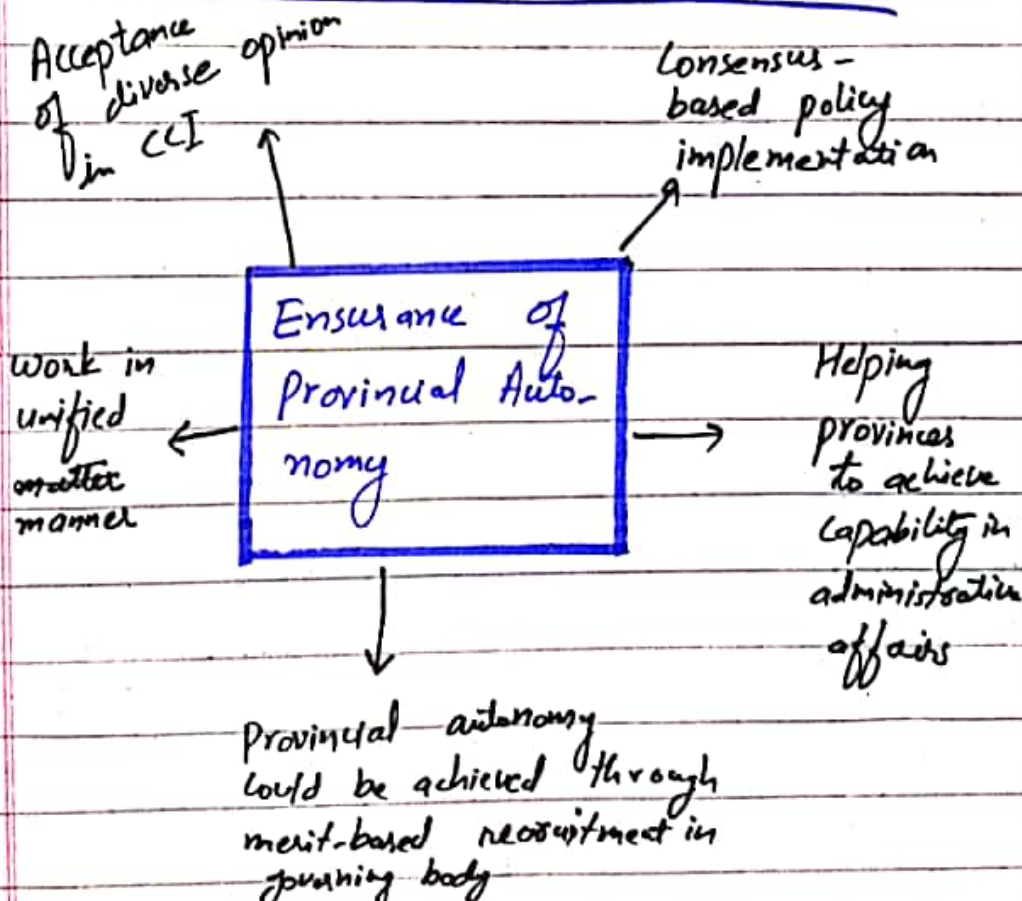 Acceptance
of diverse opinion
in CCI
Consensus-
based policy
implementation
Ensurance of
Provincial Auto-
nomy
work in
unified
matter
manner
Helping
provinces
to achieve
capability in
administrative
affairs
Provincial autonomy
could be achieved through
merit-based recruitment in
governing body